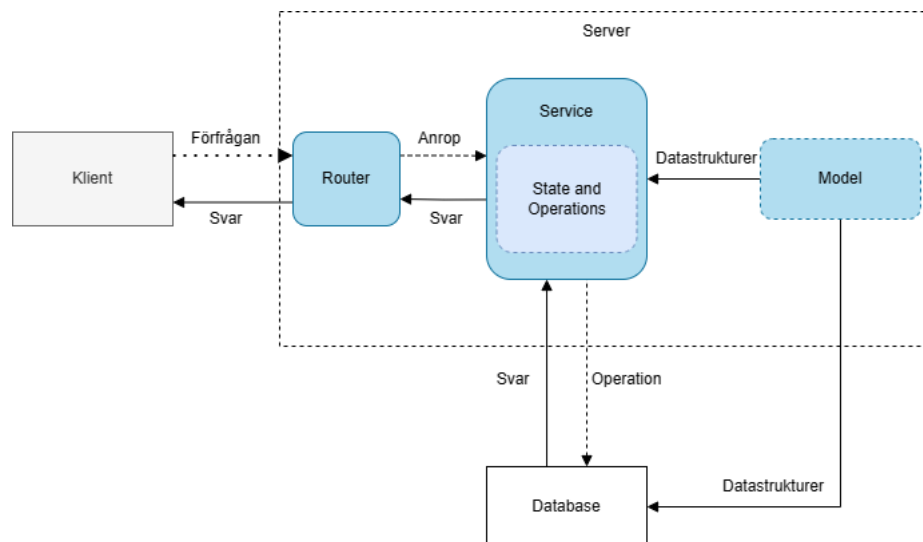 Server
Service
Förfrågan
Anrop
Datastrukturer
Klient
Router
State and
Operations
Model
Svar
Svar
Svar
Operation
Datastrukturer
Database